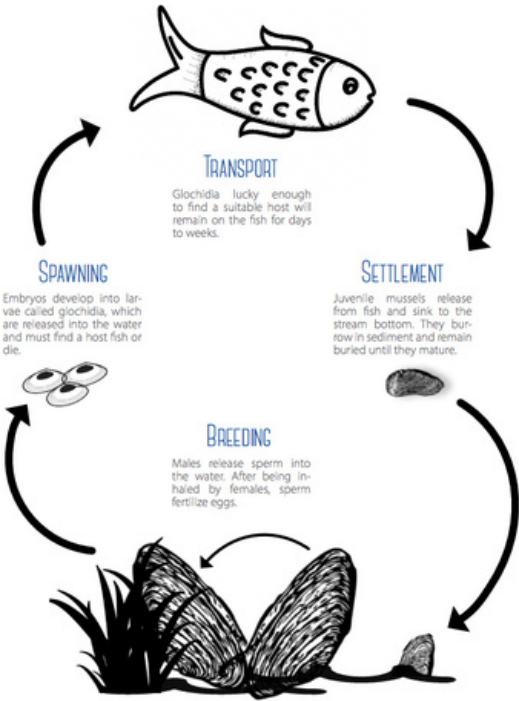 TRANSPORT
Glochidia lucky enough
to find a suitable host will
remain on the fish for days
to weeks.
SPAWNING
Embryos develop into lar-
vae called glochidia, which
are released into the water
and must find a host fish or
die.
SETTLEMENT
Juvenile mussels release
from fish and sink to the
stream bottom. They bur-
row in sediment and remain
buried until they mature.
BREEDING
Males release sperm into
the water. After being in-
haled by females, sperm
fertilize eggs.